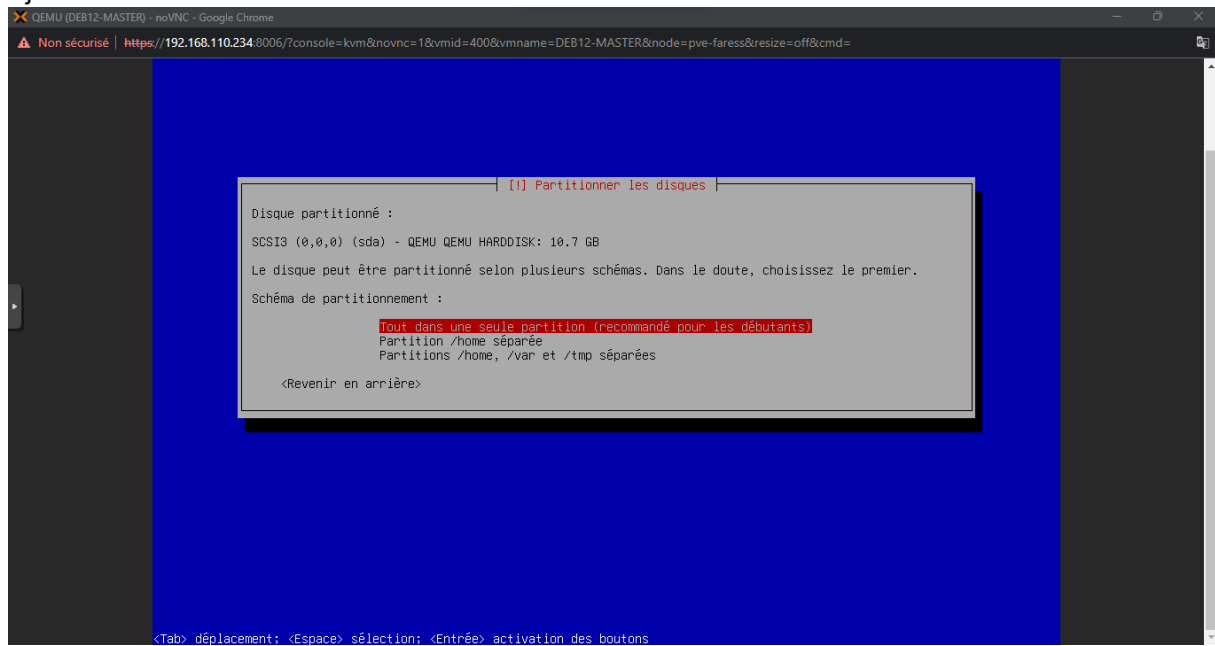 QEMU (DEB12-MASTER) - noVNC - Google Chrome
Non sécurisé | https://192.168.110.234:8006/?console=kvm&novnc=1&vmid=400&vmname=DEB12-MASTER&node=pve-faress&resize=off&cmd=
[!] Partitionner les disques
Disque partitionné :
SCSI3 (0,0,0) (sda) - QEMU QEMU HARDDISK: 10.7 GB
Le disque peut être partitionné selon plusieurs schémas. Dans le doute, choisissez le premier.
Schéma de partitionnement :
Tout dans une seule partition (recommandé pour les débutants)
Partition /home séparée
Partitions /home, /var et /tmp séparées
<Revenir en arrière>
<Tab> déplacement; <Espace> sélection; <Entrée> activation des boutons